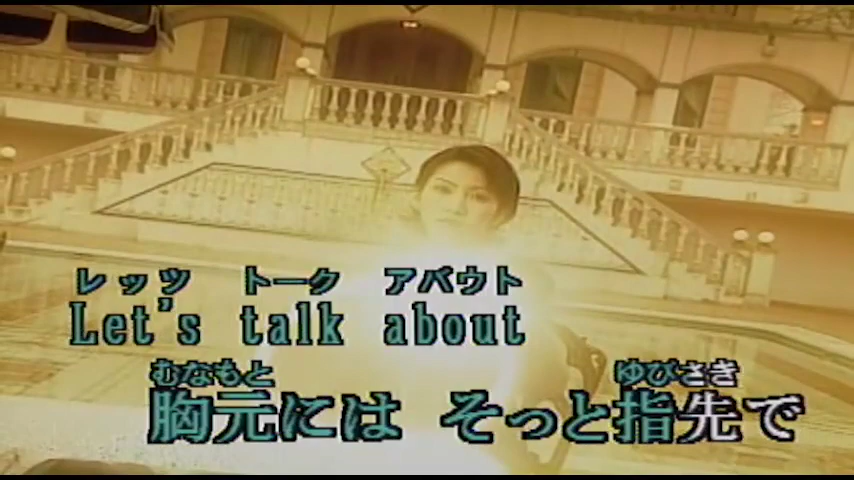 レッツ トーク アバウト
Let's talk about
むなもと ゆびさき
胸元には そっと指先で